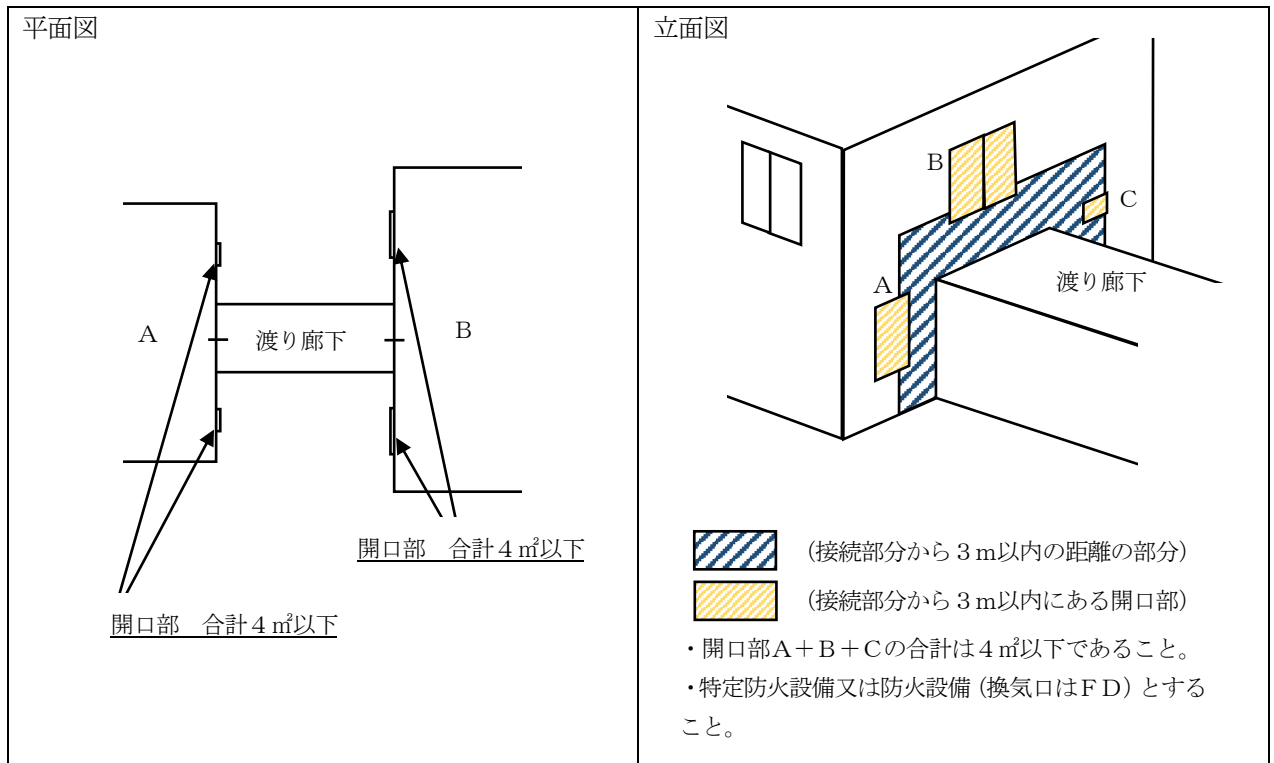 平面図
A
渡り廊下
B
開口部 合計4㎡以下
開口部 合計4㎡以下
立面図
B
C
A
渡り廊下
(接続部分から3m以内の距離の部分)
(接続部分から3m以内にある開口部)
・開口部A+B+Cの合計は4㎡以下であること。
・特定防火設備又は防火設備(換気口はFD)とする
こと。